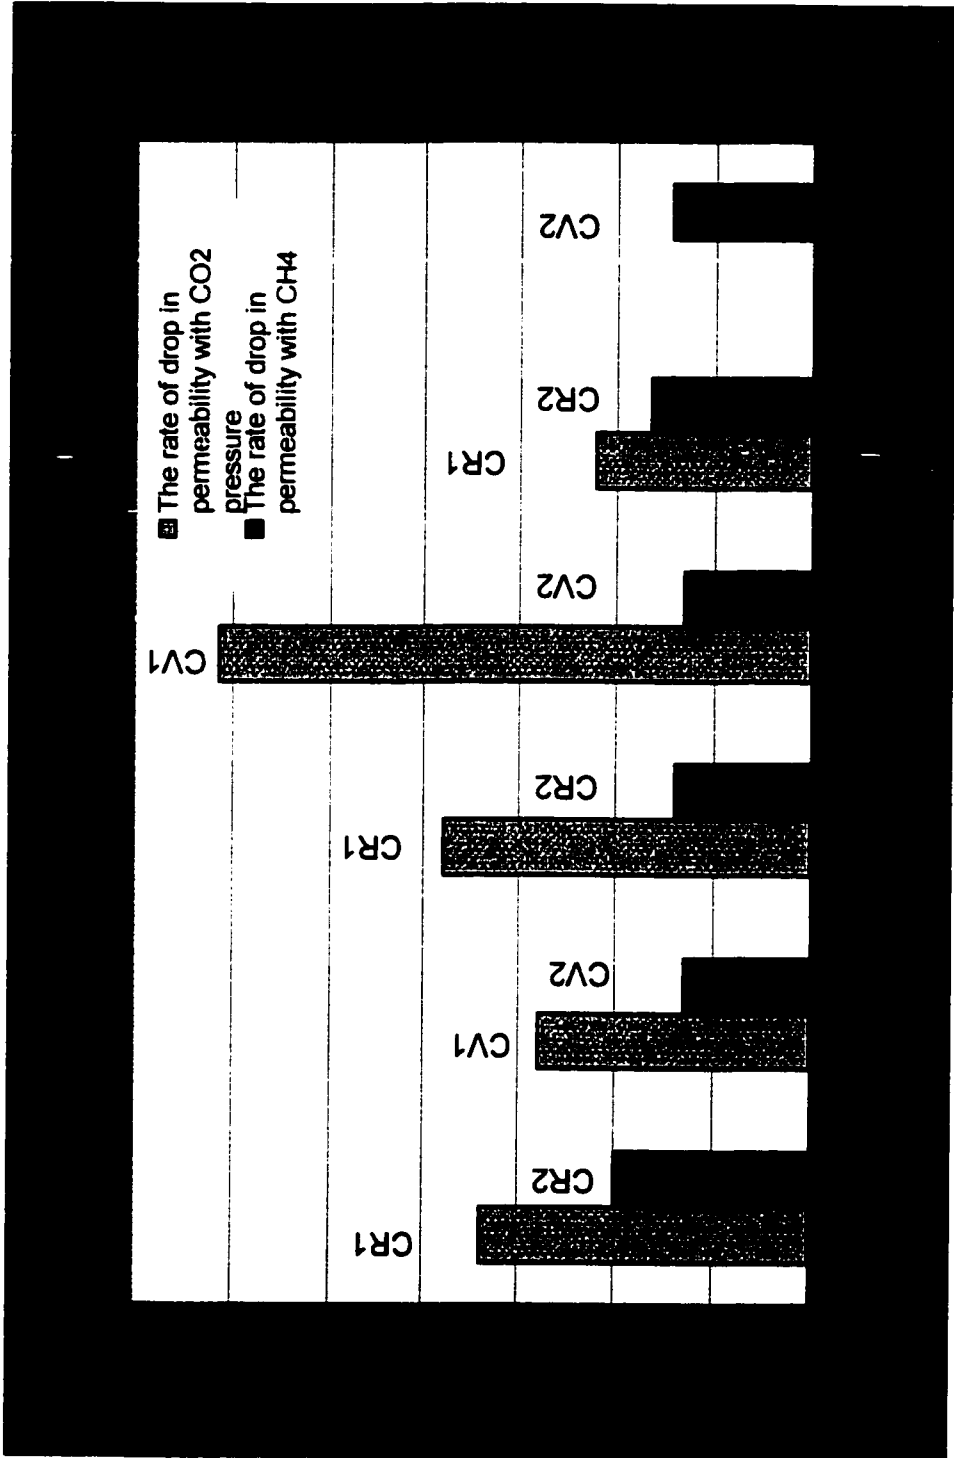 The rate of drop in
permeability with CO2
pressure
The rate of drop in
permeability with CH4
CR1
CR2
CV1
CV2
CR1
CR2
CV1
CV2
CR1
CR2
CV2